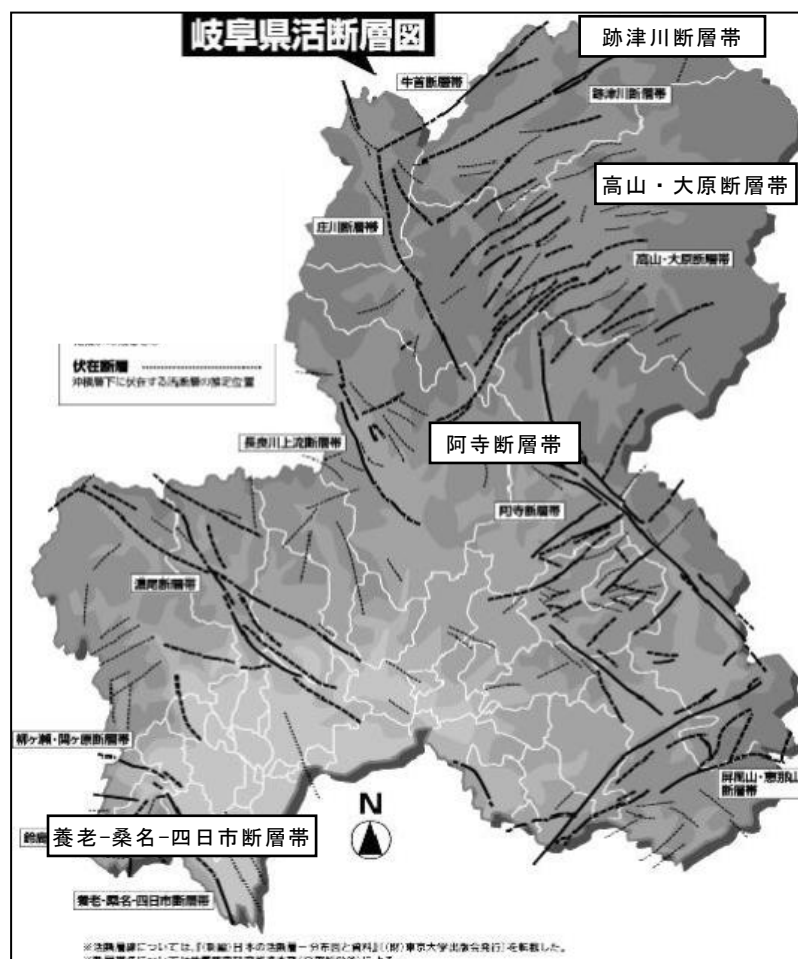 岐阜県活断層図
跡津川断層帯
牛首断層帯
跡津川断層帯
高山・大原断層帯
庄川断層帯
高山・大原断層帯
伏在断層
沖積層下に伏在する活断層の推定位置
阿寺断層帯
長良川上流断層帯
阿寺断層帯
濃尾断層帯
柳ヶ瀬・関ヶ原断層帯
屏風山・恵那山
断層帯
N
養老-桑名-四日市断層帯
養老-桑名-四日市断層帯
※活断層線については、『[新編]日本の活断層ー分布図と資料』((財)東京大学出版会発行)を転載した。